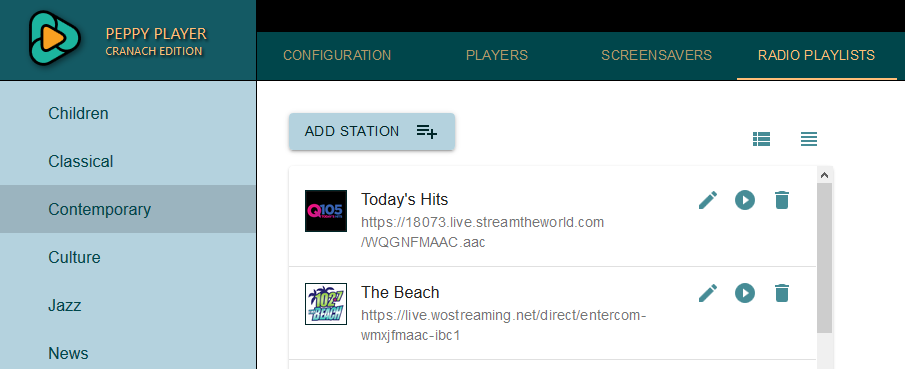 PEPPY PLAYER
CRANACH EDITION
CONFIGURATION
PLAYERS
SCREENSAVERS
RADIO PLAYLISTS
Children
Classical
Contemporary
Culture
Jazz
News
ADD STATION
Q105
Today's Hits
https://18073.live.streamtheworld.com
/WQGNFMAAC.aac
102.7
THE BEACH
The Beach
https://live.wostreaming.net/direct/entercom-
wmxjfmaac-ibc1